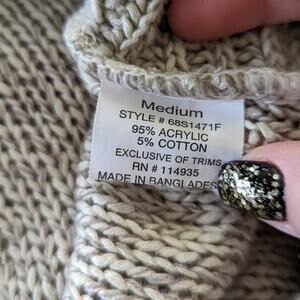 Medium
STYLE # 68S1471F
95% ACRYLIC
5% COTTON
EXCLUSIVE OF TRIMS
RN # 114935
MADE IN BANGLADES